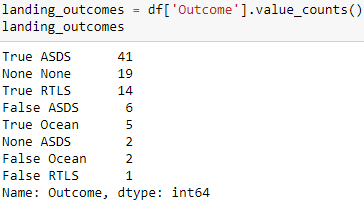 landing_outcomes = df['Outcome'].value_counts()
landing_outcomes
True ASDS      41
None None      19
True RTLS      14
False ASDS      6
True Ocean      5
None ASDS       2
False Ocean     2
False RTLS      1
Name: Outcome, dtype: int64